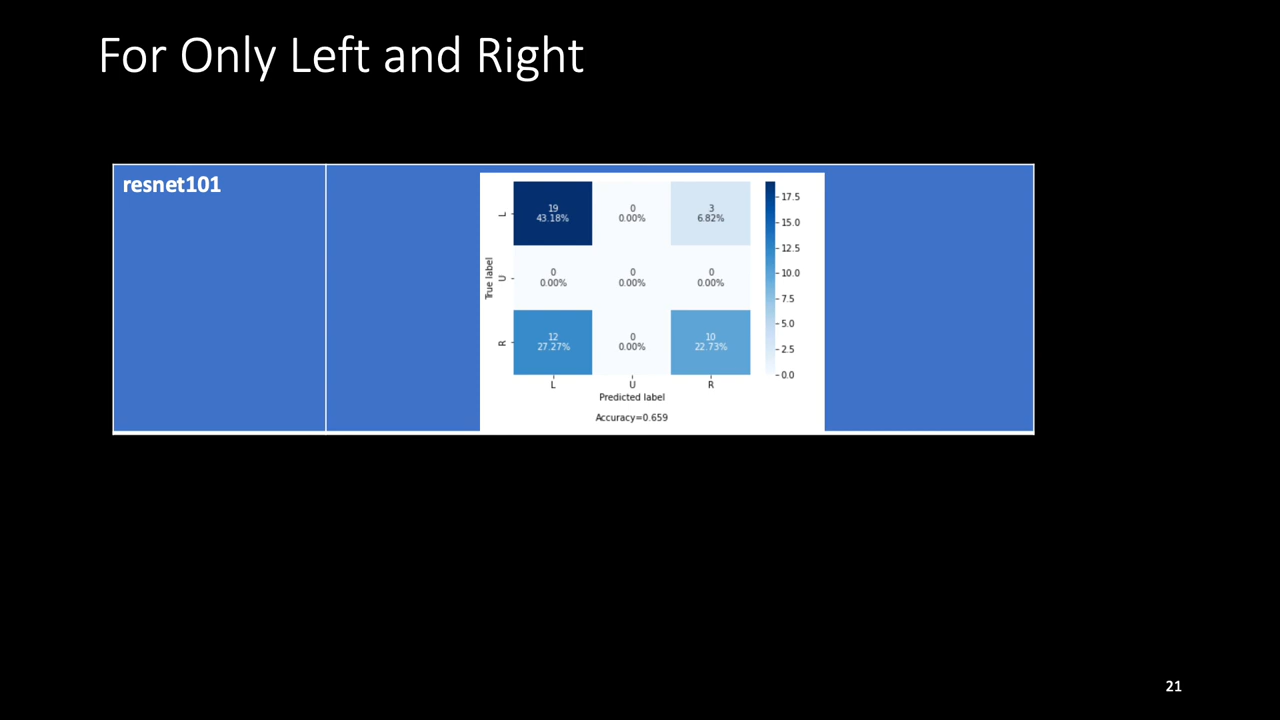 For Only Left and Right
resnet101
19 0 3
43.18% 0.00% 6.82%
0 0 0
0.00% 0.00% 0.00%
12 0 10
27.27% 0.00% 22.73%
L
U
R
True label
L U R
Predicted label
Accuracy=0.659
17.5
15.0
12.5
10.0
7.5
5.0
2.5
0.0
21